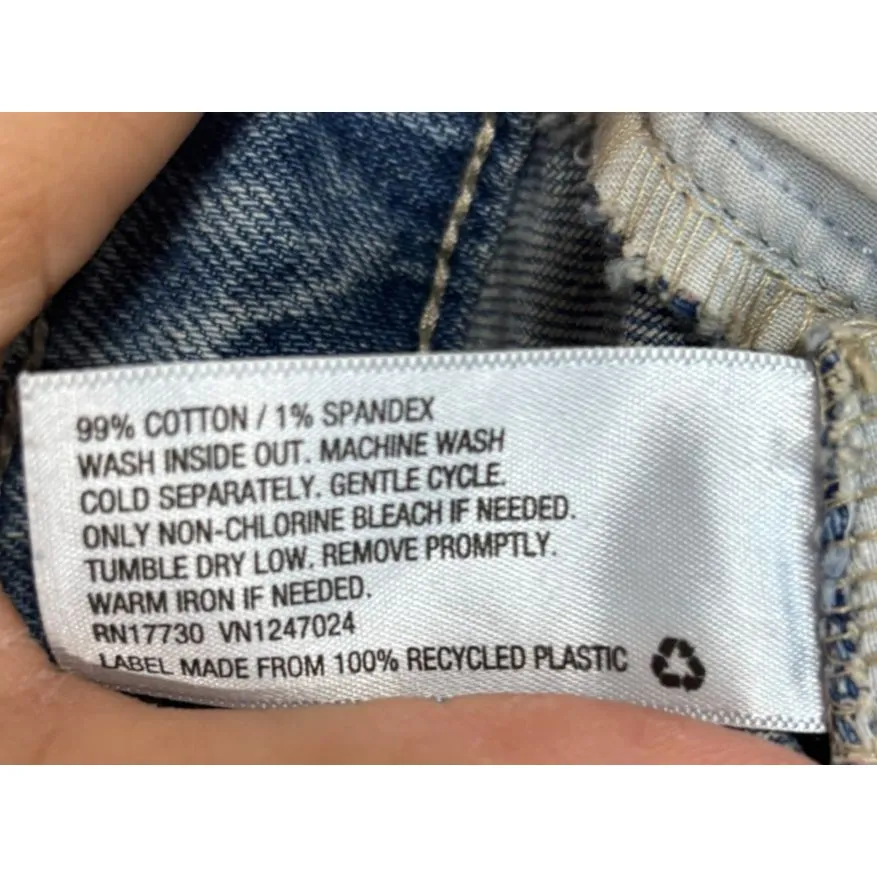 99% COTTON / 1% SPANDEX
WASH INSIDE OUT. MACHINE WASH
COLD SEPARATELY. GENTLE CYCLE.
ONLY NON-CHLORINE BLEACH IF NEEDED.
TUMBLE DRY LOW. REMOVE PROMPTLY.
WARM IRON IF NEEDED.
RN17730 VN1247024
LABEL MADE FROM 100% RECYCLED PLASTIC